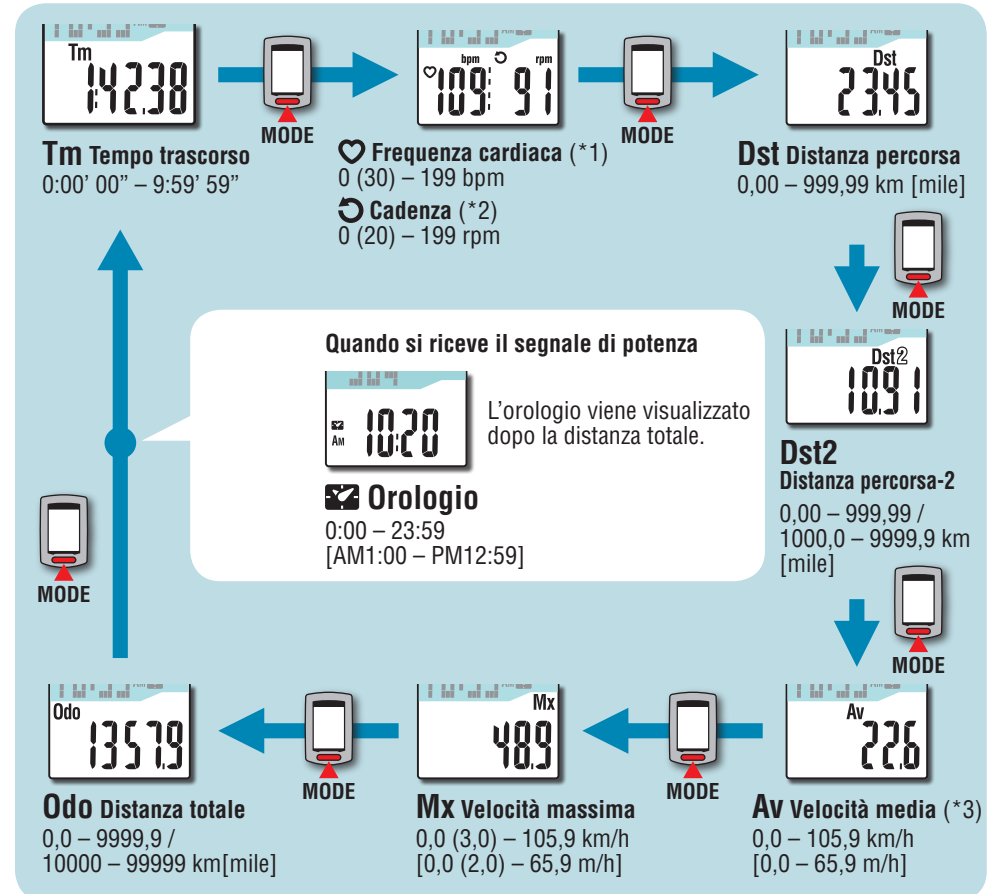 Tm
1:42.38
MODE
Tm Tempo trascorso
0:00’ 00” – 9:59’ 59”
bpm rpm
109 91
MODE
Frequenza cardiaca (*1)
0 (30) – 199 bpm
Cadenza (*2)
0 (20) – 199 rpm
Dst
23.45
Dst Distanza percorsa
0,00 – 999,99 km [mile]
MODE
Dst2
10.91
Dst2
Distanza percorsa-2
0,00 – 999,99 /
1000,0 – 9999,9 km
[mile]
MODE
Av
22.6
Av Velocità media (*3)
0,0 – 105,9 km/h
[0,0 – 65,9 m/h]
MODE
Mx
48.9
Mx Velocità massima
0,0 (3,0) – 105,9 km/h
[0,0 (2,0) – 65,9 m/h]
MODE
Odo
1357.9
Odo Distanza totale
0,0 – 9999,9 /
10000 – 99999 km[mile]
MODE
Quando si riceve il segnale di potenza
AM
10:20
L’orologio viene visualizzato
dopo la distanza totale.
Orologio
0:00 – 23:59
[AM1:00 – PM12:59]